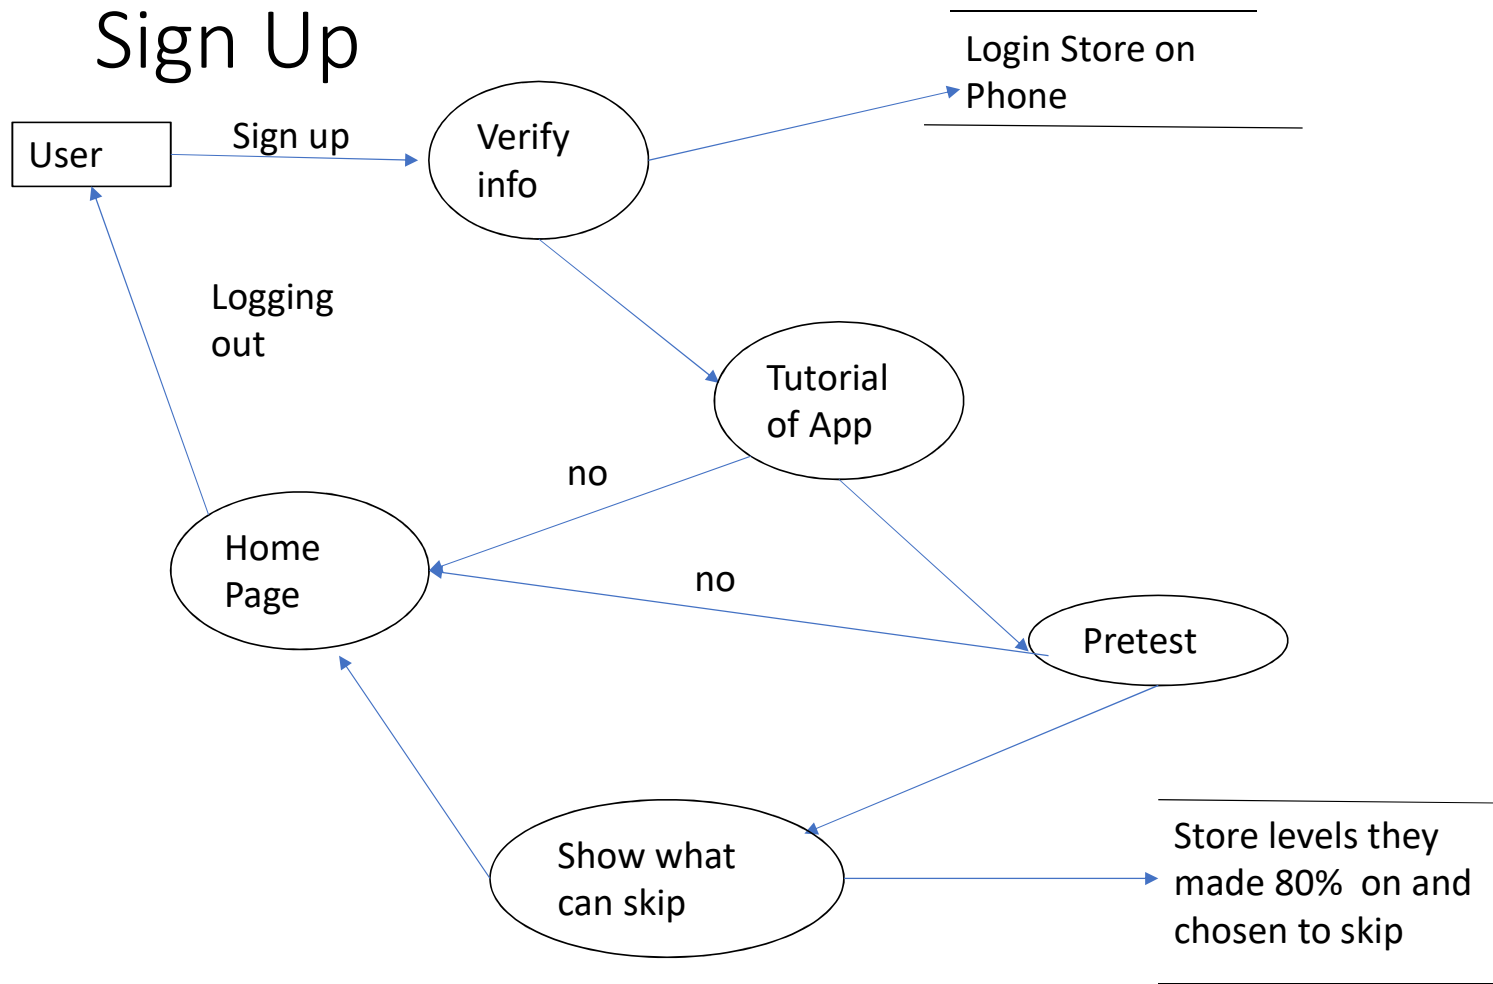 Sign Up
Login Store on
Phone
User
Sign up
Verify
info
Logging
out
Tutorial
of App
no
Home
Page
no
Pretest
Show what
can skip
Store levels they
made 80%  on and
chosen to skip